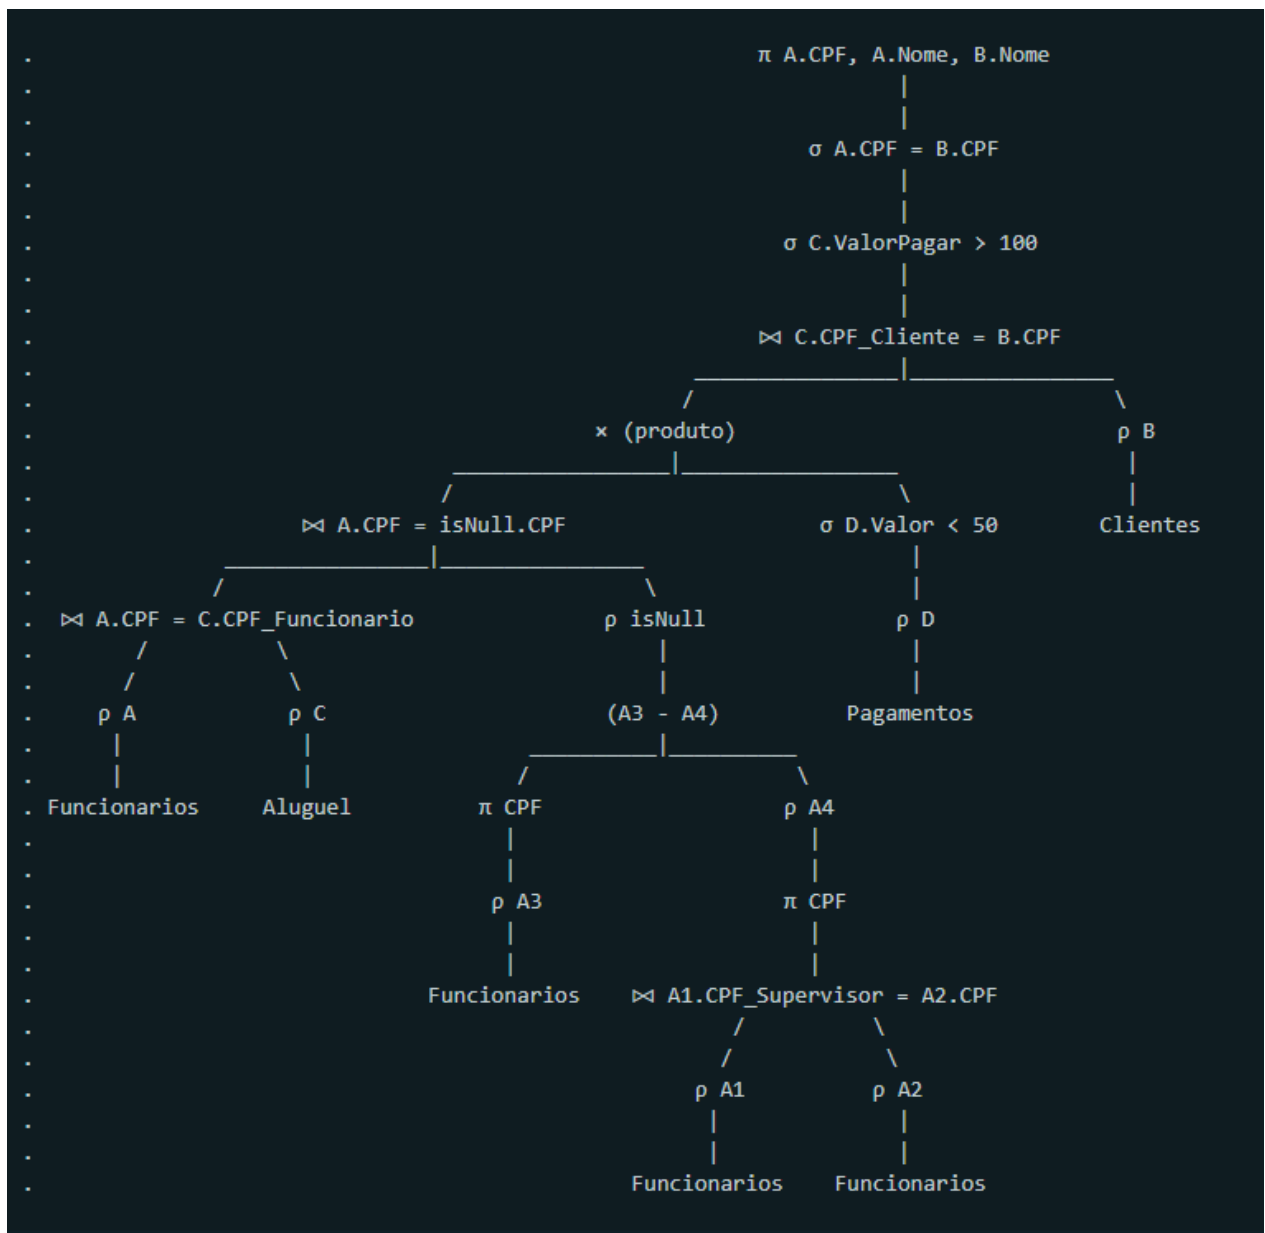 π A.CPF, A.Nome, B.Nome
σ A.CPF = B.CPF
σ C.ValorPagar > 100
⋈ C.CPF_Cliente = B.CPF
× (produto) ρ B
⋈ A.CPF = isNull.CPF σ D.Valor < 50 Clientes
⋈ A.CPF = C.CPF_Funcionario ρ isNull ρ D
ρ A ρ C (A3 - A4) Pagamentos
Funcionarios Aluguel π CPF ρ A4
ρ A3 π CPF
Funcionarios ⋈ A1.CPF_Supervisor = A2.CPF
ρ A1 ρ A2
Funcionarios Funcionarios